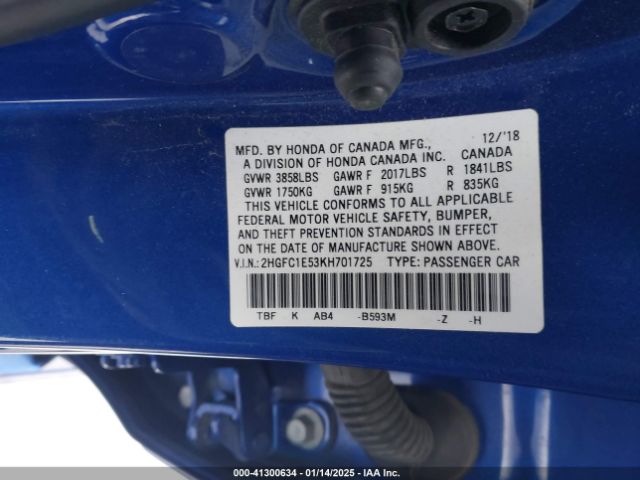 MFD. BY HONDA OF CANADA MFG., 12/'18
A DIVISION OF HONDA CANADA INC. CANADA
GVWR 3858LBS GAWR F 2017LBS R 1841LBS
GVWR 1750KG GAWR F 915KG R 835KG
THIS VEHICLE CONFORMS TO ALL APPLICABLE
FEDERAL MOTOR VEHICLE SAFETY, BUMPER,
AND THEFT PREVENTION STANDARDS IN EFFECT
ON THE DATE OF MANUFACTURE SHOWN ABOVE.
V.I.N.:2HGFC1E53KH701725 TYPE: PASSENGER CAR
TBF K AB4 -B593M -Z -H
000-41300634 - 01/14/2025 - IAA Inc.